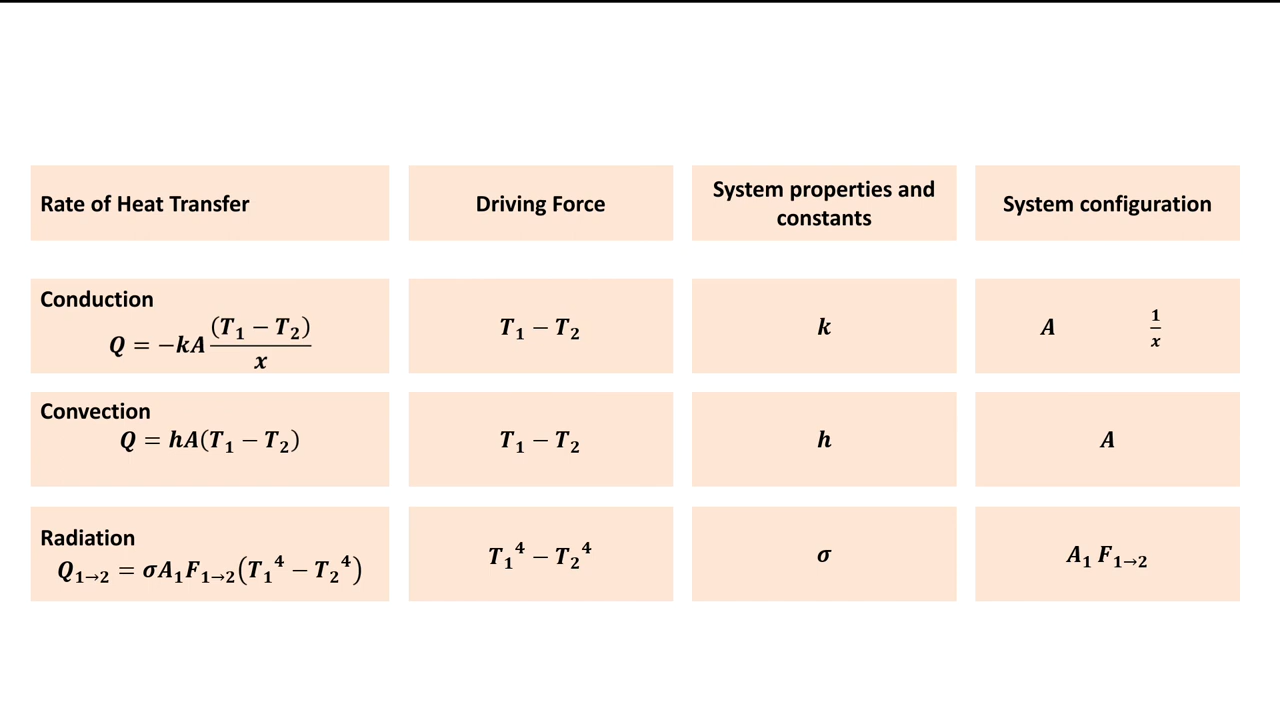 Rate of Heat Transfer
Driving Force
System properties and
constants
System configuration
Conduction
Q = −kA (T₁ − T₂) / x
T₁ − T₂
k
A 1/x
Convection
Q = hA(T₁ − T₂)
T₁ − T₂
h
A
Radiation
Q₁→₂ = σA₁F₁→₂(T₁⁴ − T₂⁴)
T₁⁴ − T₂⁴
σ
A₁ F₁→₂